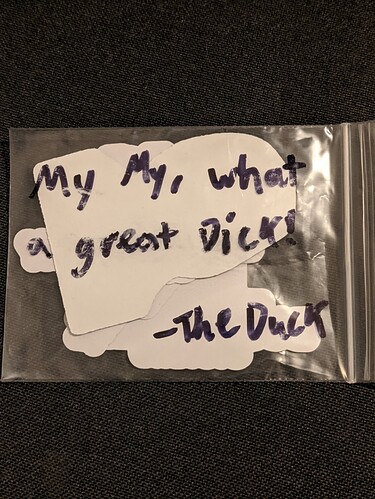 My My, what
a great Dick!
-The Duck